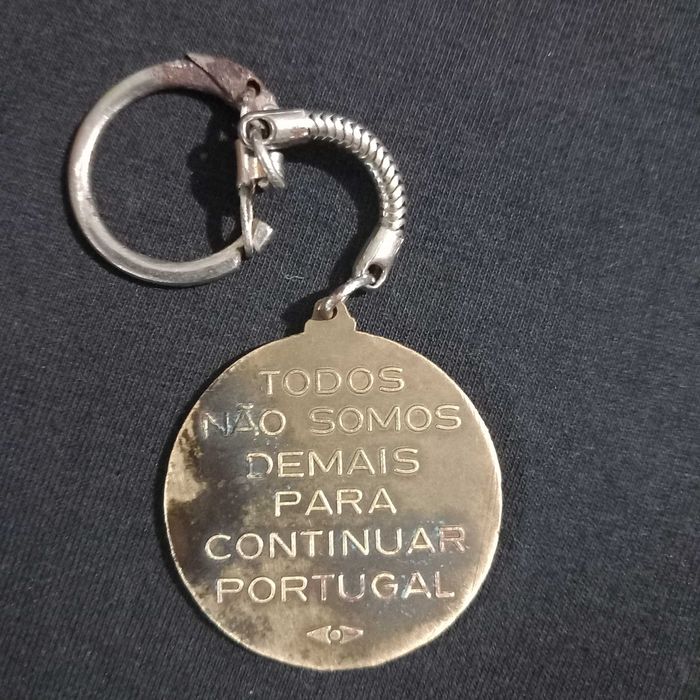 TODOS
NÃO SOMOS
DEMAIS
PARA
CONTINUAR
PORTUGAL